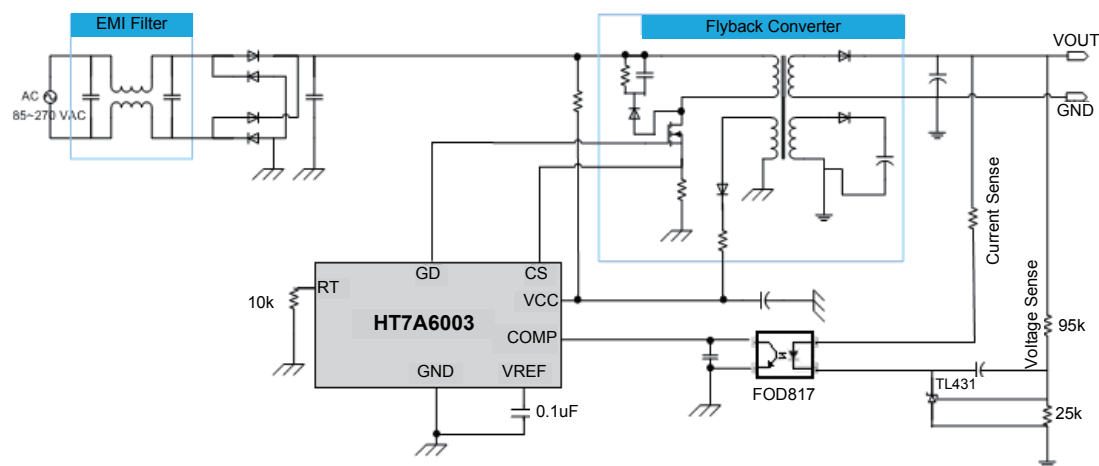 EMI Filter
Flyback Converter
VOUT
AC
85~270 VAC
GND
Current Sense
Voltage Sense
GD
CS
RT
10k
VCC
HT7A6003
COMP
95k
GND
VREF
0.1uF
FOD817
TL431
25k